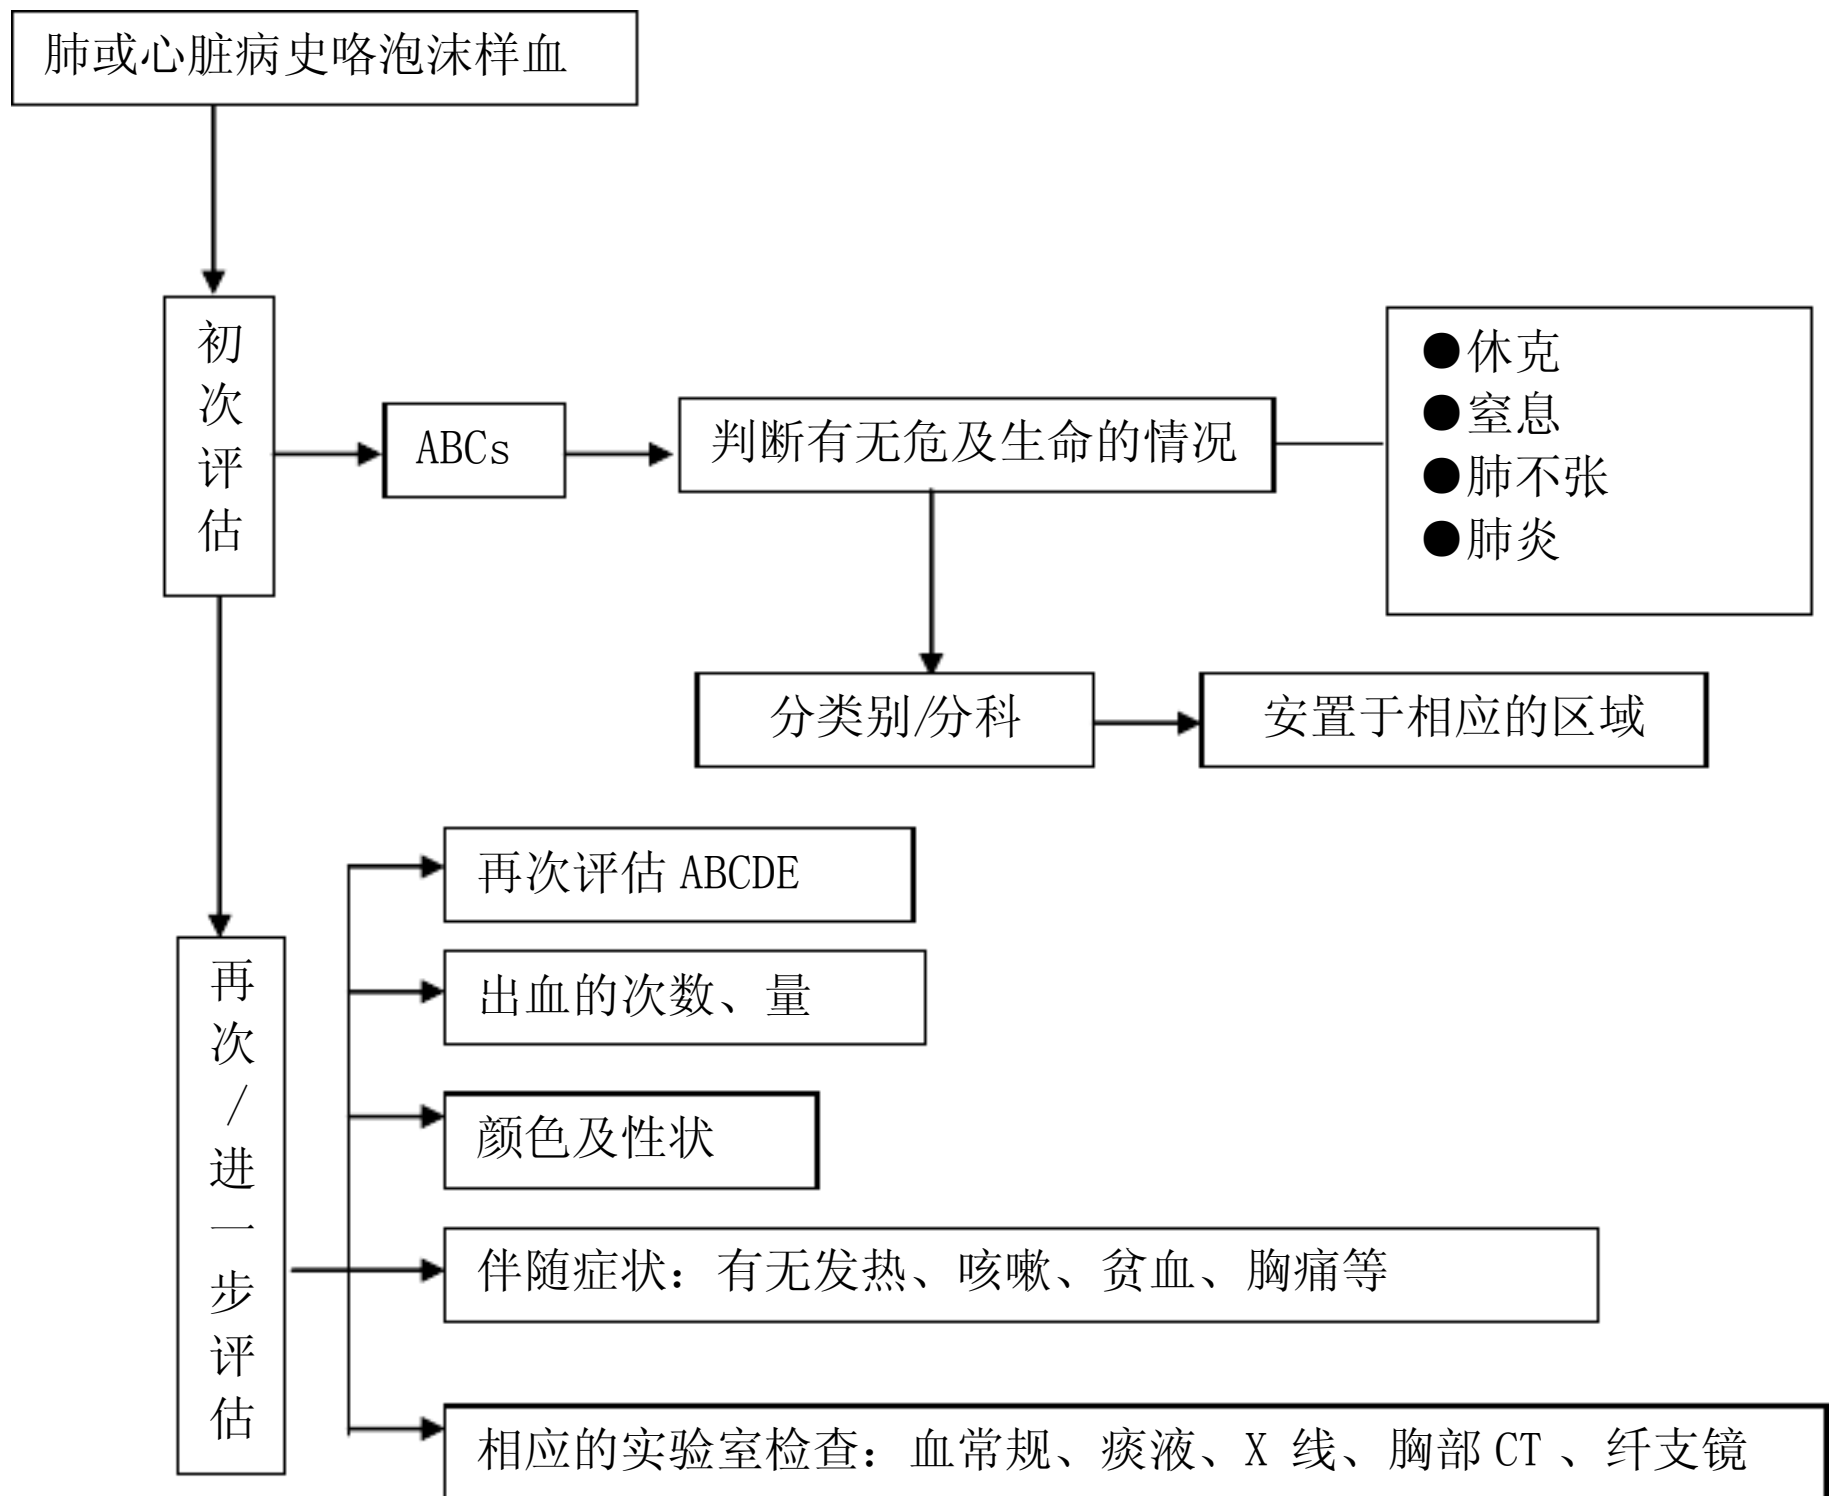 肺或心脏病史咯泡沫样血
初次评估
ABCs
判断有无危及生命的情况
●休克
●窒息
●肺不张
●肺炎
分类别/分科
安置于相应的区域
再次/进一步评估
再次评估 ABCDE
出血的次数、量
颜色及性状
伴随症状：有无发热、咳嗽、贫血、胸痛等
相应的实验室检查：血常规、痰液、X 线、胸部 CT 、纤支镜